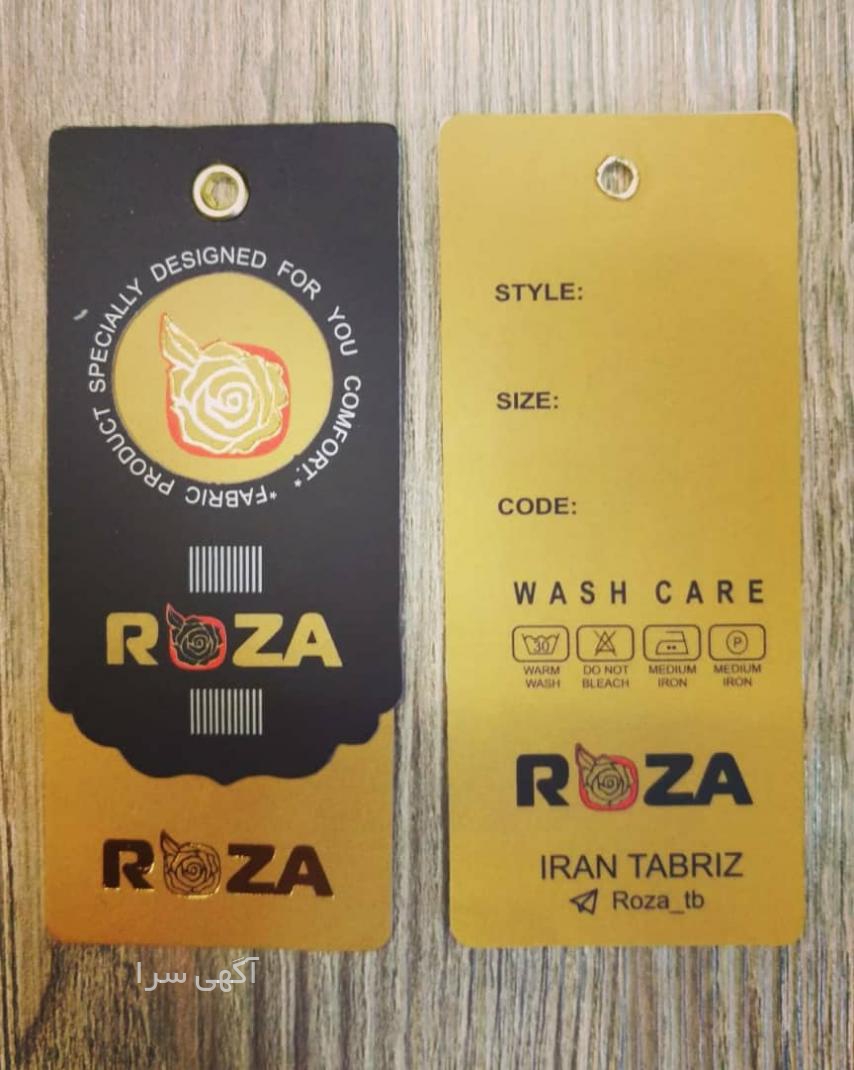 *FABRIC PRODUCT SPECIALLY DESIGNED FOR YOU COMFORT.*
ROZA
ROZA
STYLE:
SIZE:
CODE:
WASH CARE
30 P
WARM WASH
DO NOT BLEACH
MEDIUM IRON
MEDIUM IRON
ROZA
IRAN TABRIZ
Roza_tb
آگهی سرا